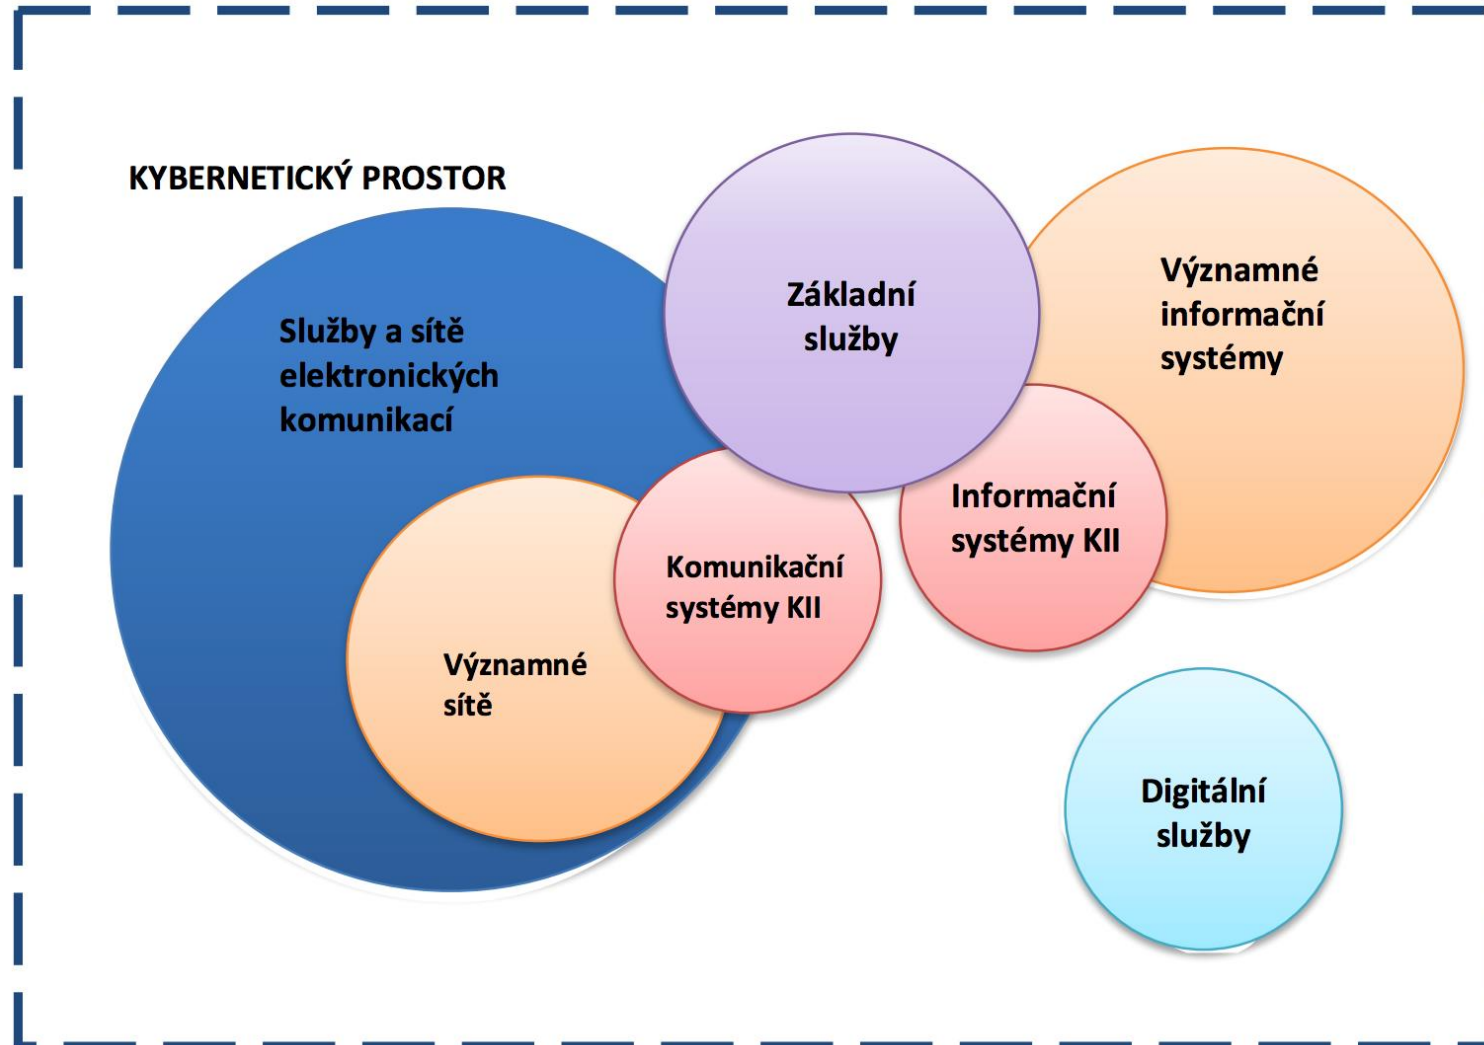 KYBERNETICKÝ PROSTOR
Služby a sítě
elektronických
komunikací
Základní
služby
Významné
informační
systémy
Informační
systémy KII
Komunikační
systémy KII
Významné
sítě
Digitální
služby